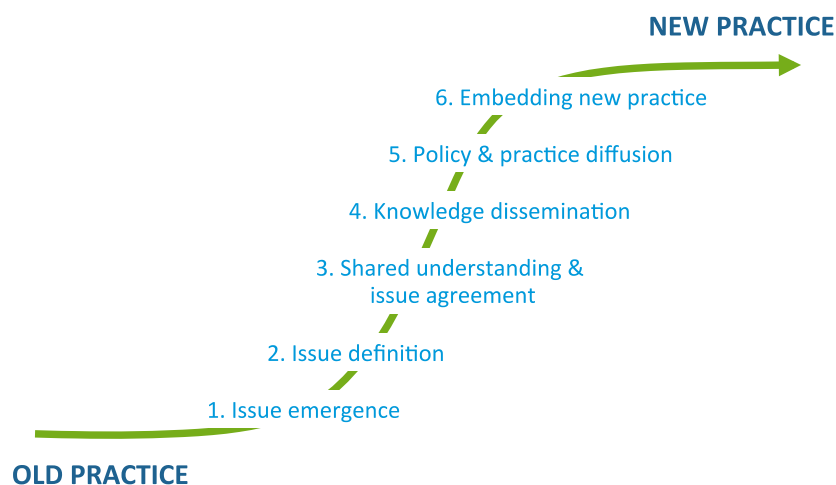 NEW PRACTICE
6. Embedding new practice
5. Policy & practice diffusion
4. Knowledge dissemination
3. Shared understanding &
issue agreement
2. Issue definition
1. Issue emergence
OLD PRACTICE